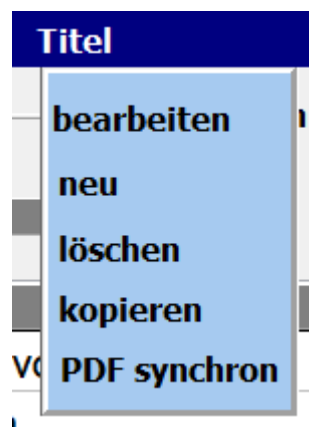 Titel
bearbeiten
neu
löschen
kopieren
PDF synchron